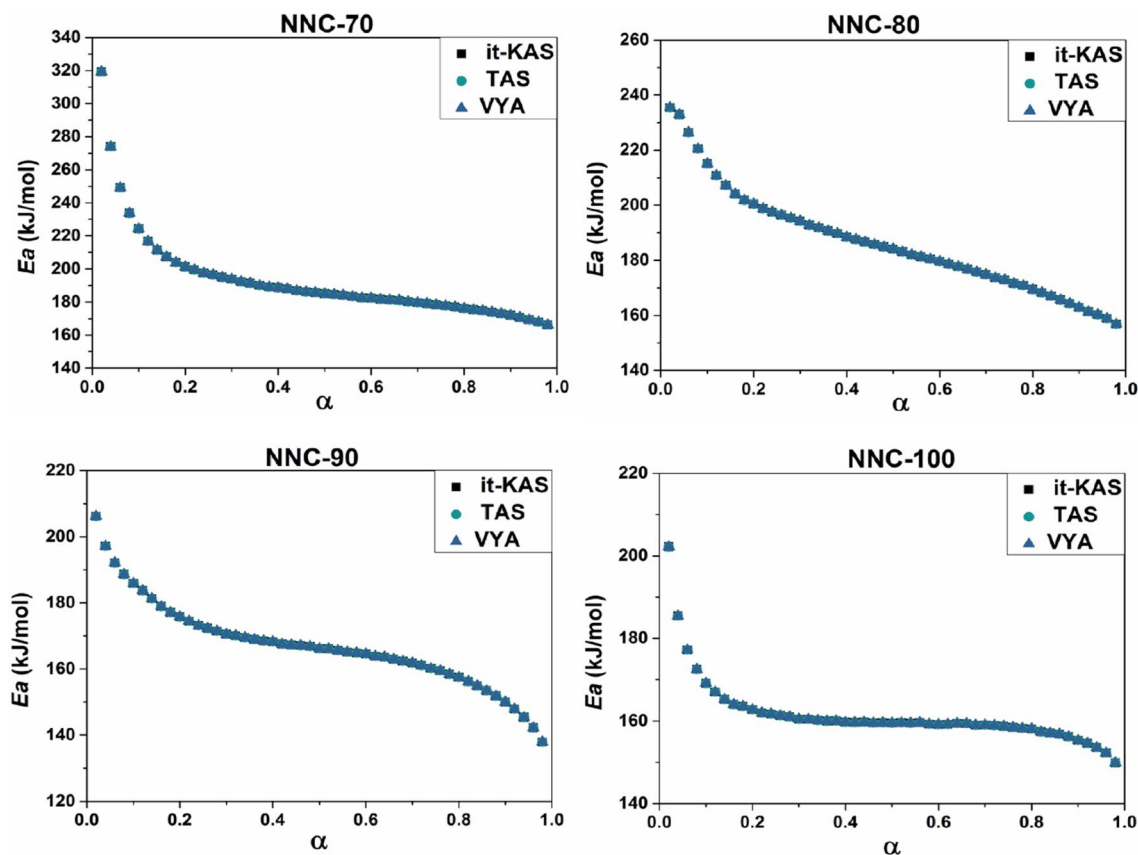 NNC-70
it-KAS
TAS
VYA
Ea (kJ/mol)
340
320
300
280
260
240
220
200
180
160
140
0.0 0.2 0.4 0.6 0.8 1.0
α
NNC-80
it-KAS
TAS
VYA
Ea (kJ/mol)
260
240
220
200
180
160
140
0.0 0.2 0.4 0.6 0.8 1.0
α
NNC-90
it-KAS
TAS
VYA
Ea (kJ/mol)
220
200
180
160
140
120
0.0 0.2 0.4 0.6 0.8 1.0
α
NNC-100
it-KAS
TAS
VYA
Ea (kJ/mol)
220
200
180
160
140
0.0 0.2 0.4 0.6 0.8 1.0
α